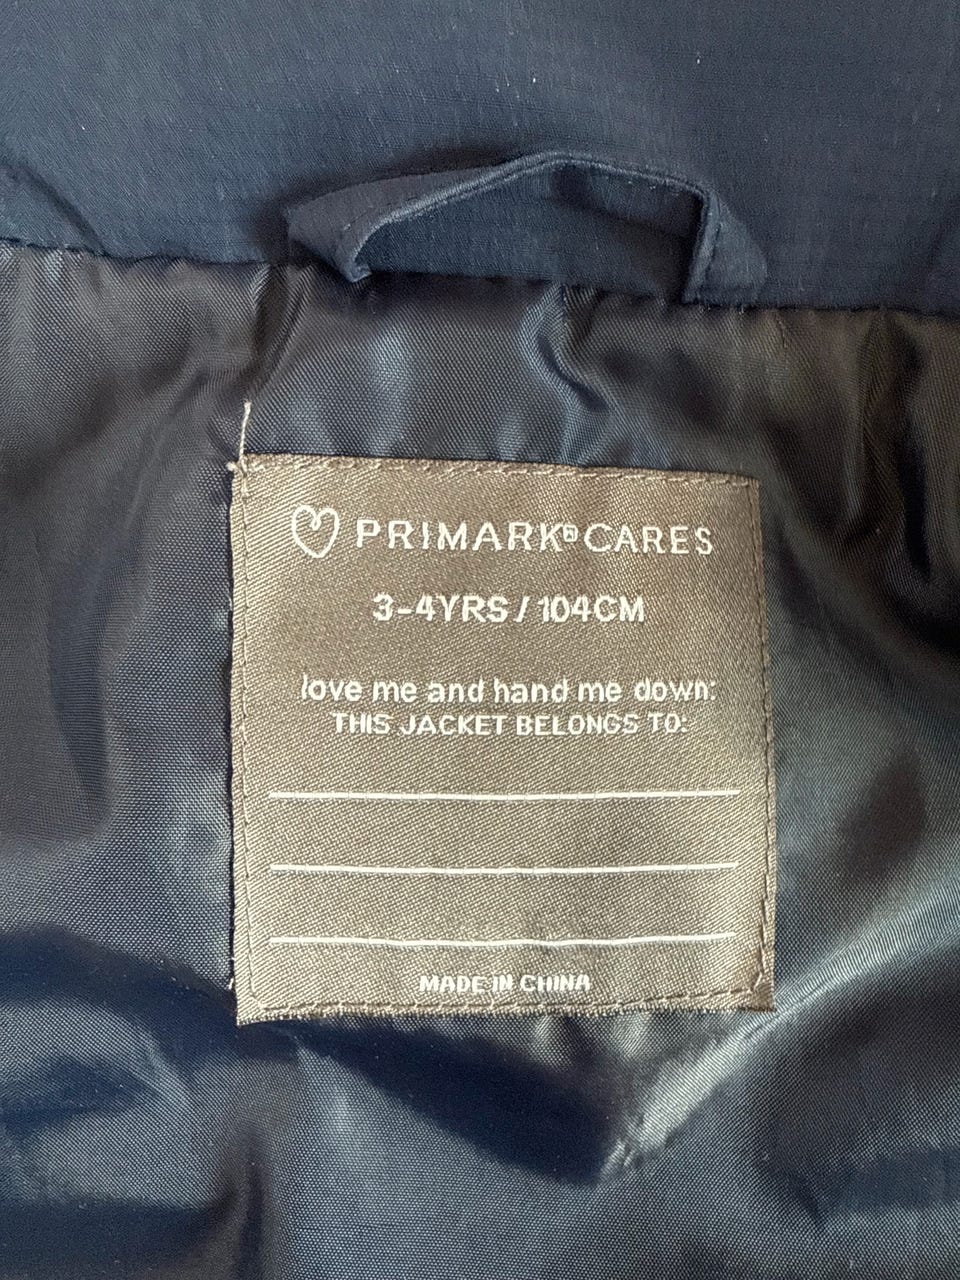 PRIMARK® CARES
3-4YRS / 104CM
love me and hand me down:
THIS JACKET BELONGS TO:
MADE IN CHINA